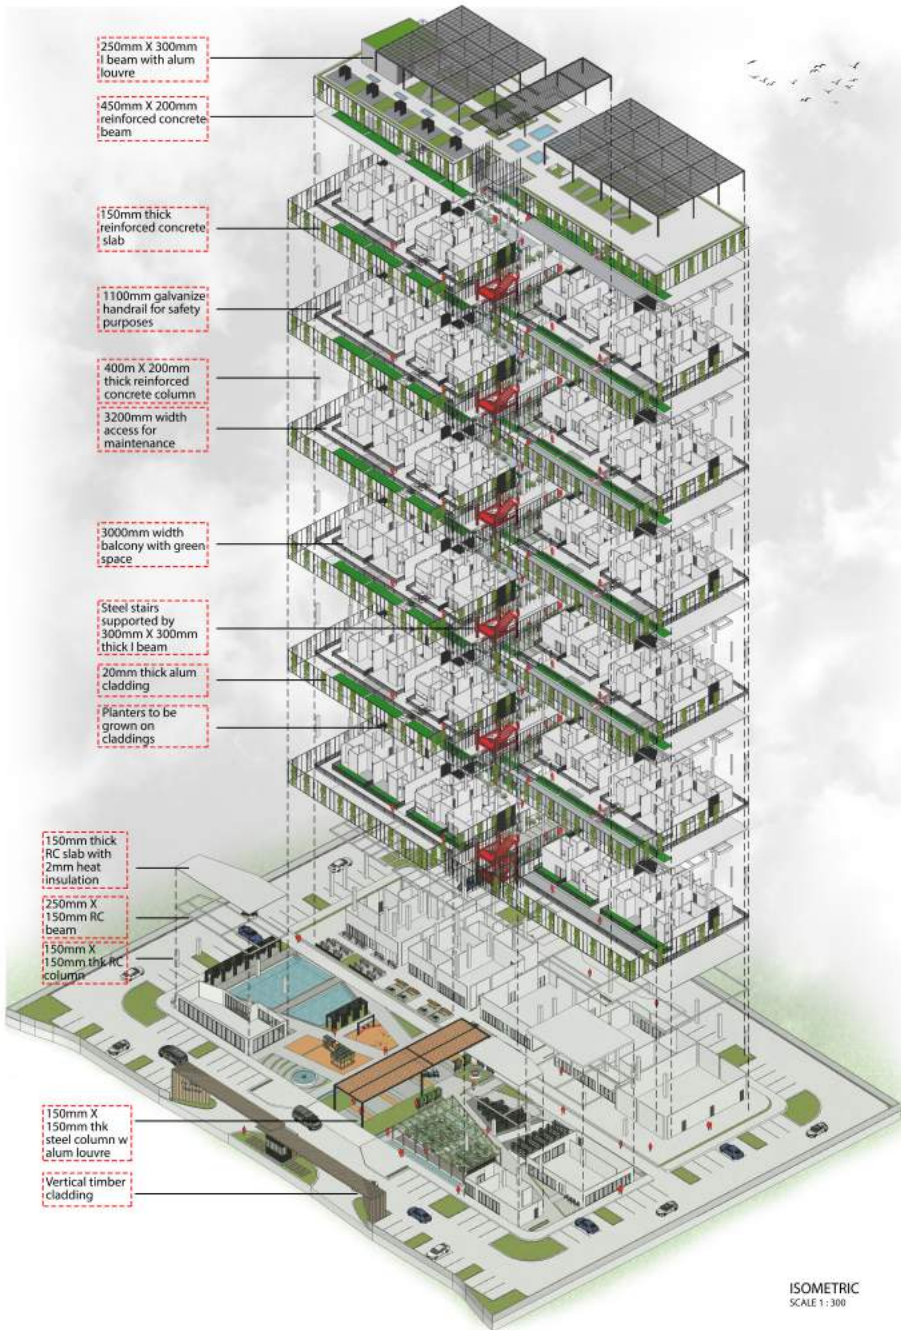 250mm X 300mm
I beam with alum
louvre
450mm X 200mm
reinforced concrete
beam
150mm thick
reinforced concrete
slab
1100mm galvanize
handrail for safety
purposes
400m X 200mm
thick reinforced
concrete column
3200mm width
access for
maintenance
3000mm width
balcony with green
space
Steel stairs
supported by
300mm X 300mm
thick I beam
20mm thick alum
cladding
Planters to be
grown on
claddings
150mm thick
RC slab with
2mm heat
insulation
250mm X
150mm RC
beam
150mm X
150mm thk RC
column
150mm X
150mm thk
steel column w
alum louvre
Vertical timber
cladding
ISOMETRIC
SCALE 1 : 300